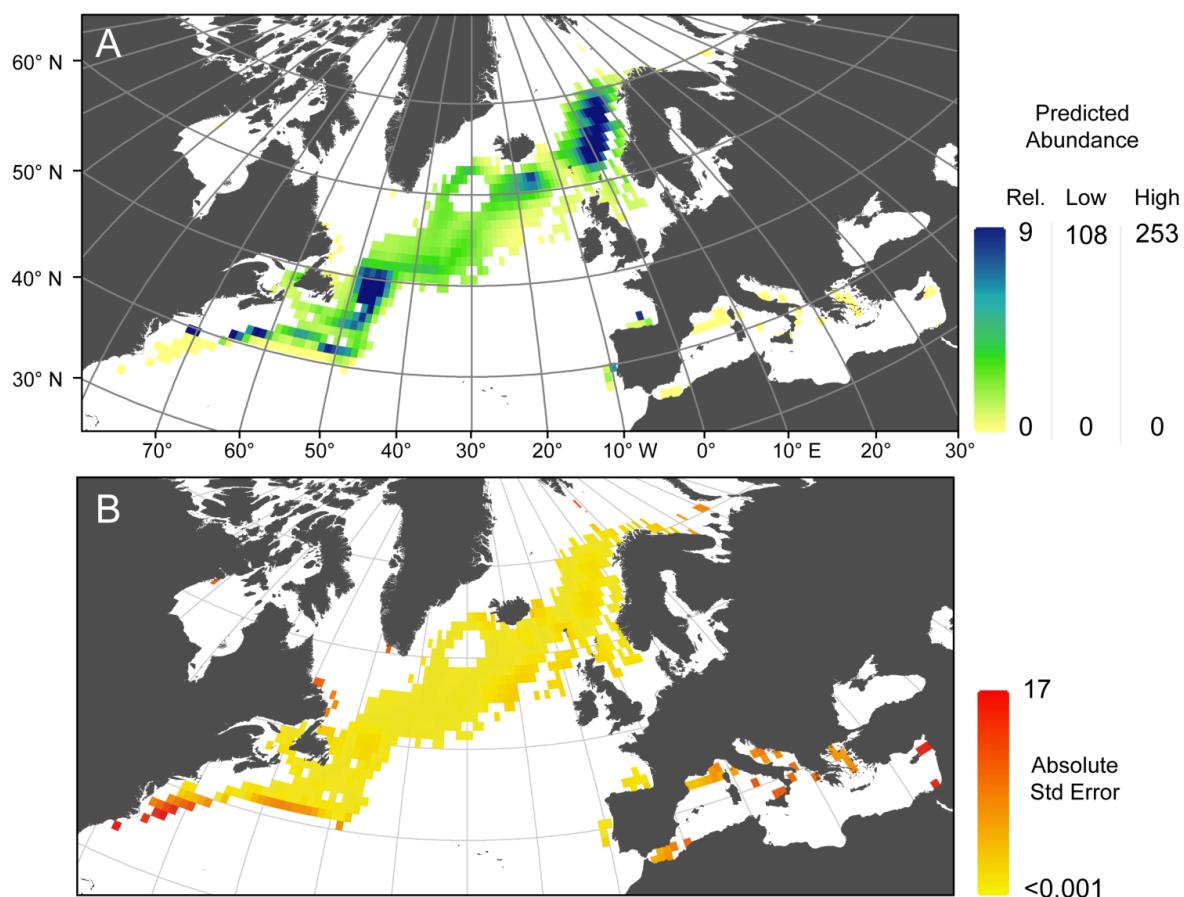 A
60° N
50° N
40° N
30° N
70°
60°
50°
40°
30°
20°
10° W
0°
10° E
20°
30°
Predicted
Abundance
Rel. Low High
9 108 253
0 0 0
B
17
Absolute
Std Error
<0.001